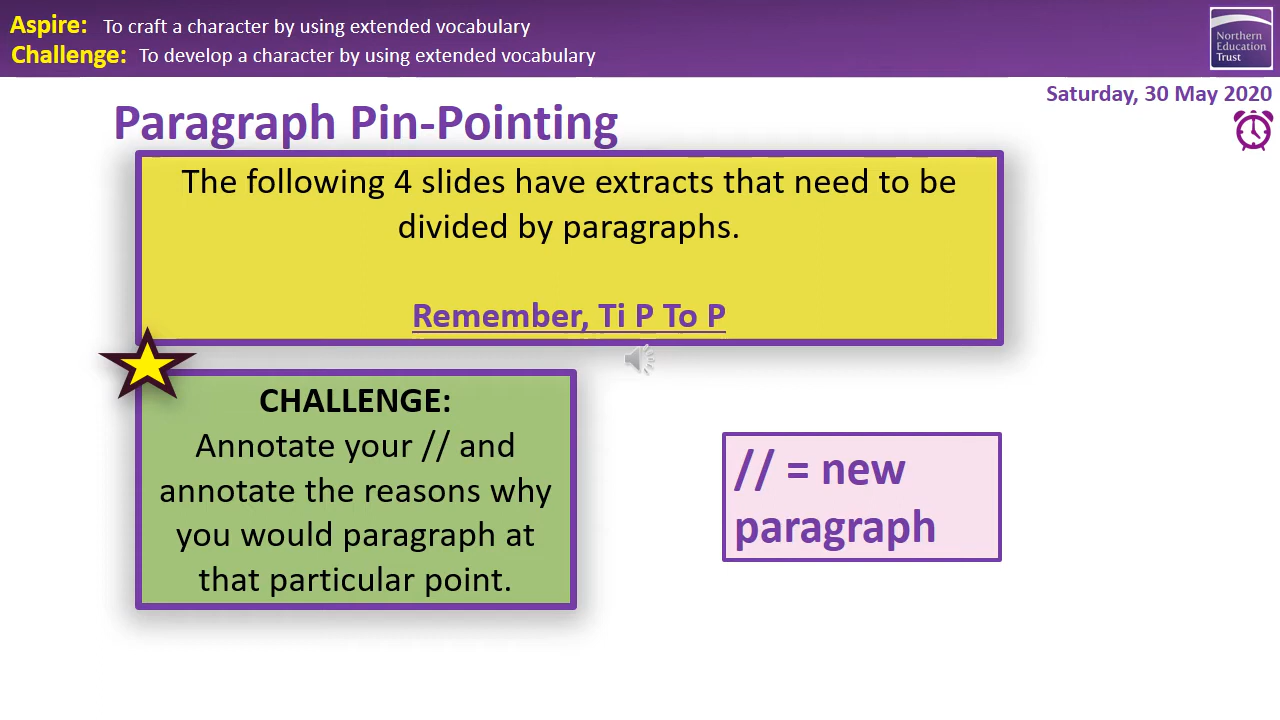 Aspire: To craft a character by using extended vocabulary
Challenge: To develop a character by using extended vocabulary
Northern
Education
Trust
Saturday, 30 May 2020
Paragraph Pin-Pointing
The following 4 slides have extracts that need to be
divided by paragraphs.
Remember, Ti P To P
CHALLENGE:
Annotate your // and
annotate the reasons why
you would paragraph at
that particular point.
// = new
paragraph